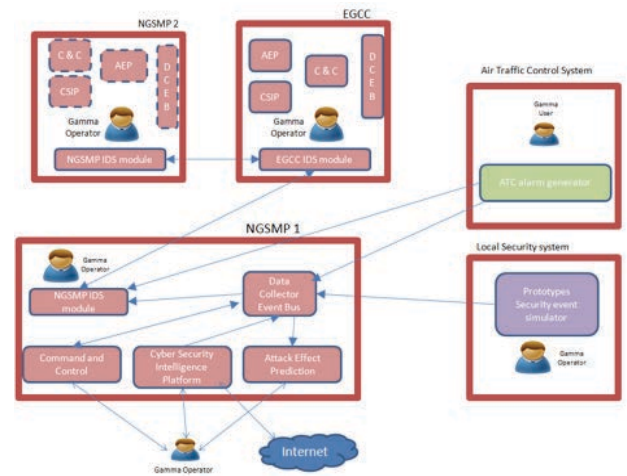 NGSMP 2
C & C
AEP
CSIP
D
C
E
B
Gamma
Operator
NGSMP IDS module
EGCC
AEP
C & C
CSIP
D
C
E
B
Gamma
Operator
EGCC IDS module
Air Traffic Control System
Gamma
User
ATC alarm generator
NGSMP 1
Gamma
Operator
NGSMP IDS
module
Data
Collector
Event Bus
Command and
Control
Cyber Security
Intelligence
Platform
Attack Effect
Prediction
Gamma Operator
Internet
Local Security system
Prototypes
Security event
simulator
Gamma
Operator